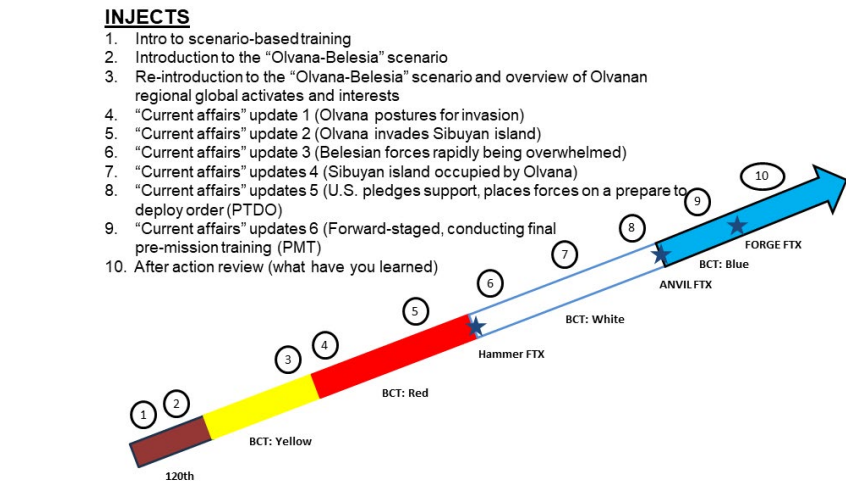 INJECTS
1. Intro to scenario-based training
2. Introduction to the “Olvana-Belesia” scenario
3. Re-introduction to the “Olvana-Belesia” scenario and overview of Olvanan
regional global activates and interests
4. “Current affairs” update 1 (Olvana postures for invasion)
5. “Current affairs” update 2 (Olvana invades Sibuyan island)
6. “Current affairs” update 3 (Belesian forces rapidly being overwhelmed)
7. “Current affairs” updates 4 (Sibuyan island occupied by Olvana)
8. “Current affairs” updates 5 (U.S. pledges support, places forces on a prepare to
deploy order (PTDO)
9. “Current affairs” updates 6 (Forward-staged, conducting final
pre-mission training (PMT)
10. After action review (what have you learned)
10
9
8
7
6
5
4
3
2
1
FORGE FTX
BCT: Blue
ANVIL FTX
BCT: White
Hammer FTX
BCT: Red
BCT: Yellow
120th